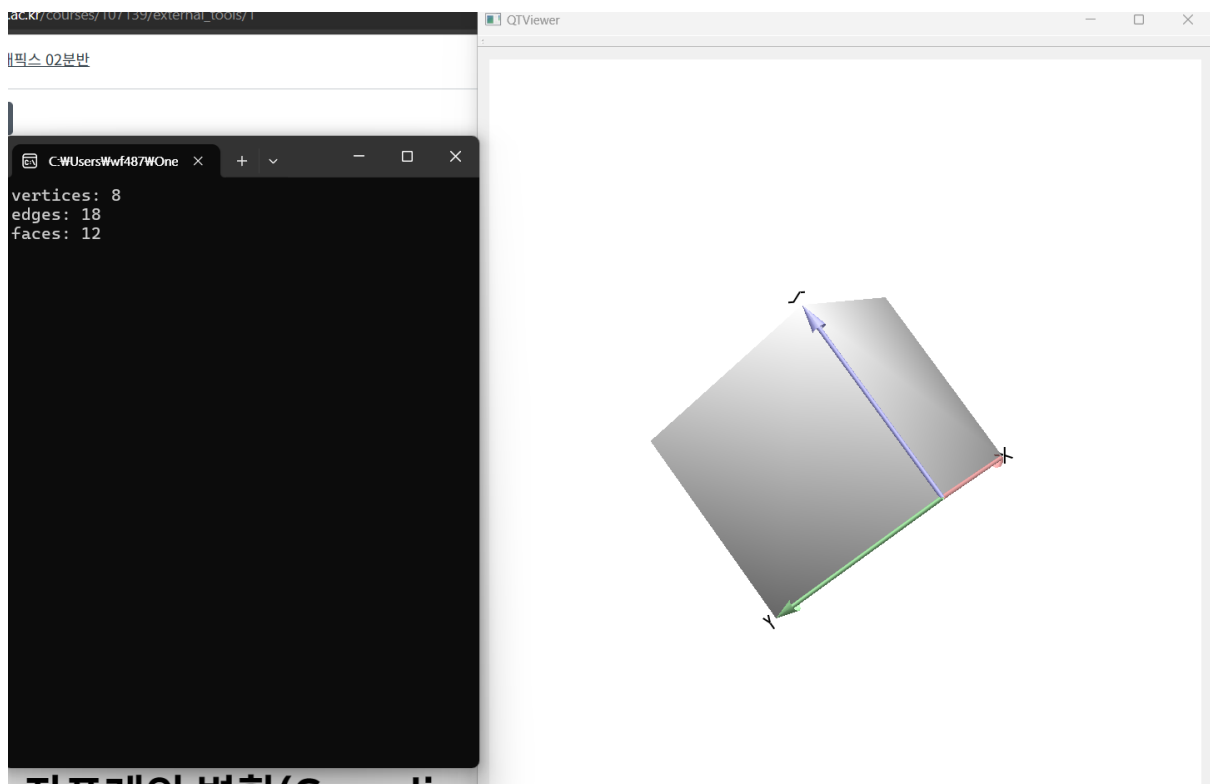 .ac.kr/courses/107139/external_tools/1
픽스 02분반
C:₩Users₩wf487₩One
vertices: 8
edges: 18
faces: 12
QTViewer
Z
X
Y